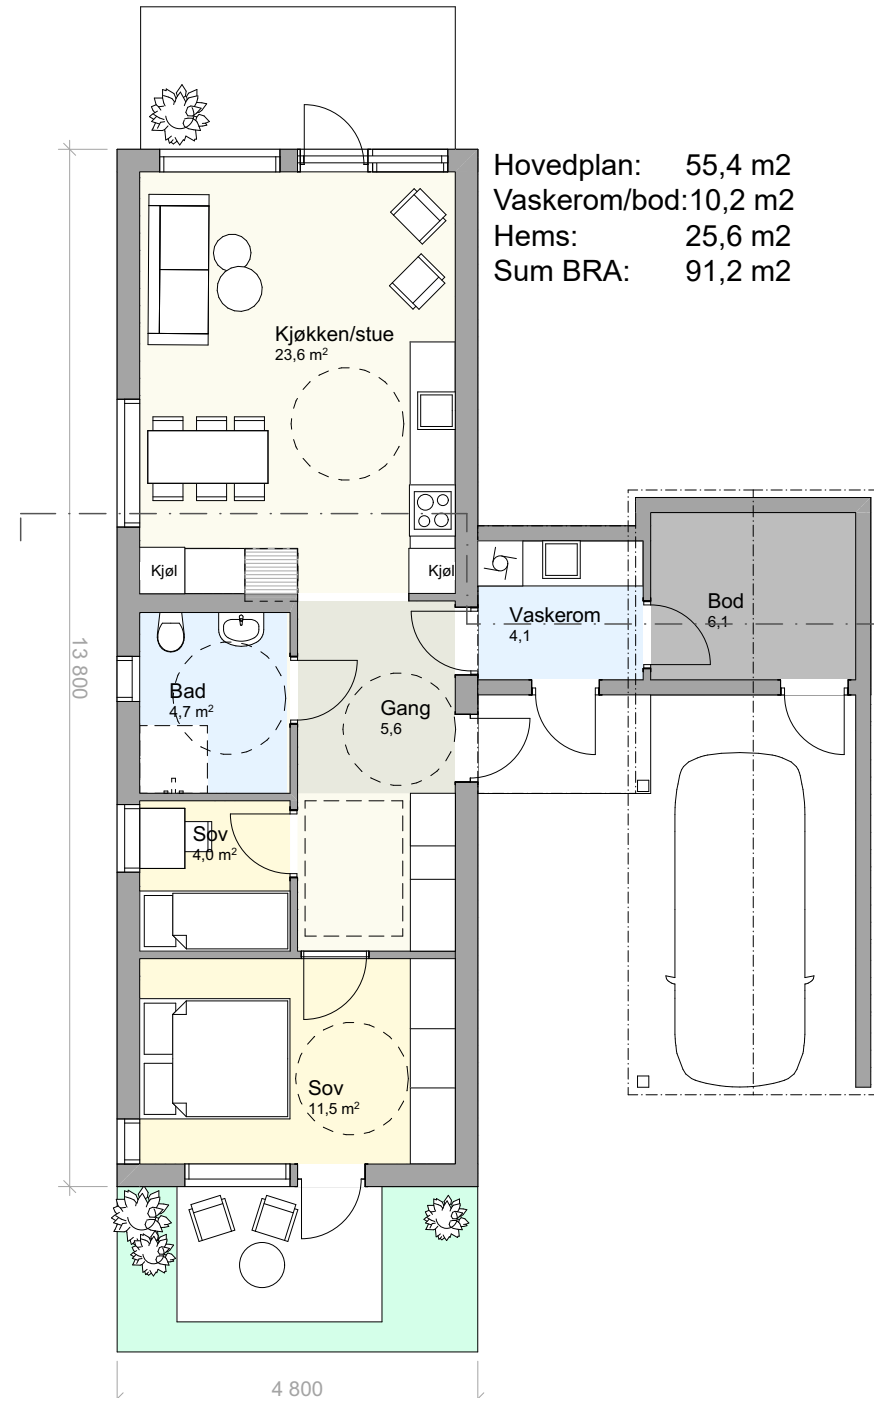 Hovedplan: 55,4 m2
Vaskerom/bod:10,2 m2
Hems: 25,6 m2
Sum BRA: 91,2 m2
Kjøkken/stue
23,6 m²
Kjøl
Kjøl
Vaskerom
4,1
Bod
6,1
13 800
Bad
4,7 m²
Gang
5,6
Sov
4,0 m²
Sov
11,5 m²
4 800